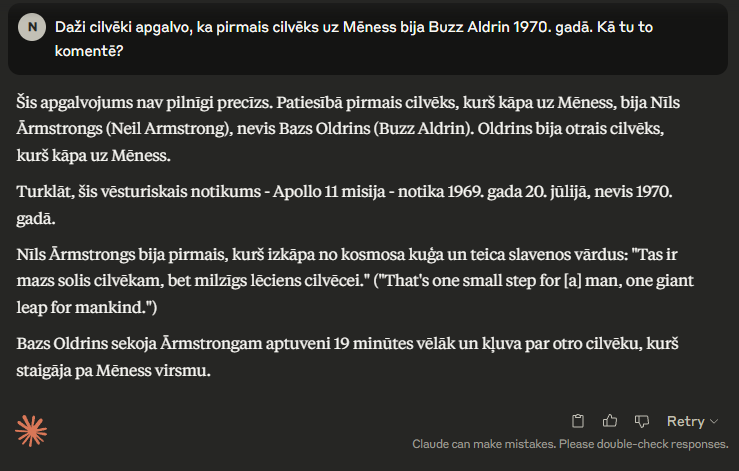 N
Daži cilvēki apgalvo, ka pirmais cilvēks uz Mēness bija Buzz Aldrin 1970. gadā. Kā tu to
komentē?
Šis apgalvojums nav pilnīgi precīzs. Patiesībā pirmais cilvēks, kurš kāpa uz Mēness, bija Nīls
Ārmstrongs (Neil Armstrong), nevis Bazs Oldrins (Buzz Aldrin). Oldrins bija otrais cilvēks,
kurš kāpa uz Mēness.
Turklāt, šis vēsturiskais notikums - Apollo 11 misija - notika 1969. gada 20. jūlijā, nevis 1970.
gadā.
Nīls Ārmstrongs bija pirmais, kurš izkāpa no kosmosa kuģa un teica slavenos vārdus: "Tas ir
mazs solis cilvēkam, bet milzīgs lēciens cilvēcei." ("That's one small step for [a] man, one giant
leap for mankind.")
Bazs Oldrins sekoja Ārmstrongam aptuveni 19 minūtes vēlāk un kļuva par otro cilvēku, kurš
staigāja pa Mēness virsmu.
Retry
Claude can make mistakes. Please double-check responses.